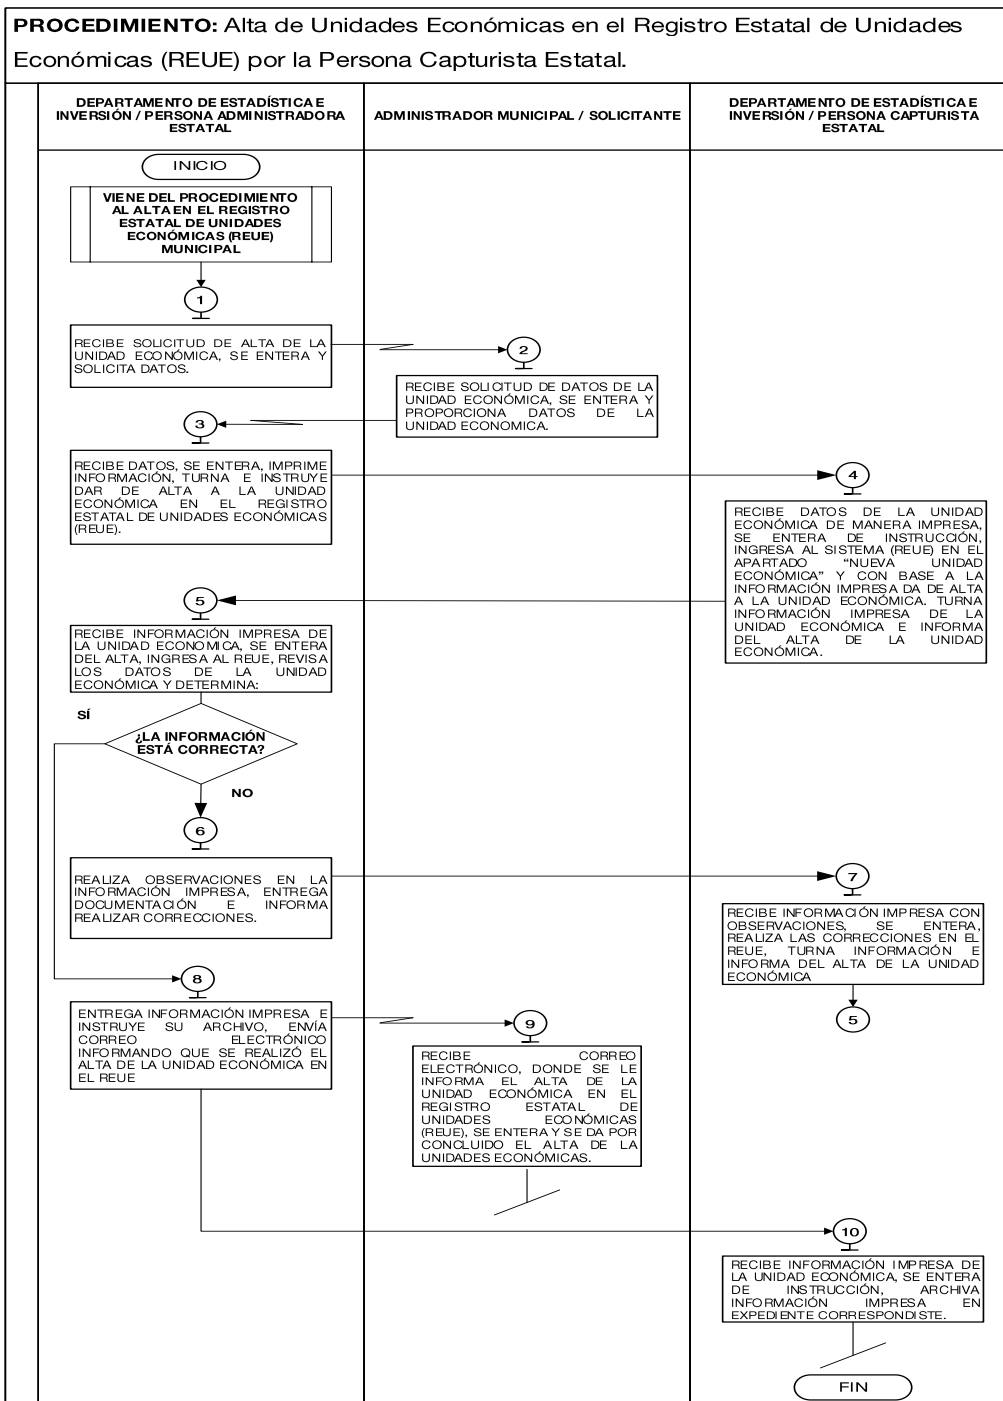 PROCEDIMIENTO: Alta de Unidades Económicas en el Registro Estatal de Unidades
Económicas (REUE) por la Persona Capturista Estatal.
DEPARTAMENTO DE ESTADÍSTICA E
INVERSIÓN / PERSONA ADMINISTRADORA
ESTATAL
ADMINISTRADOR MUNICIPAL / SOLICITANTE
DEPARTAMENTO DE ESTADÍSTICA E
INVERSIÓN / PERSONA CAPTURISTA
ESTATAL
INICIO
VIENE DEL PROCEDIMIENTO
AL ALTA EN EL REGISTRO
ESTATAL DE UNIDADES
ECONÓMICAS (REUE)
MUNICIPAL
1
RECIBE SOLICITUD DE ALTA DE LA
UNIDAD ECONÓMICA, SE ENTERA Y
SOLICITA DATOS.
2
RECIBE SOLICITUD DE DATOS DE LA
UNIDAD ECONÓMICA, SE ENTERA Y
PROPORCIONA DATOS DE LA
UNIDAD ECONOMICA.
3
RECIBE DATOS, SE ENTERA, IMPRIME
INFORMACIÓN, TURNA E INSTRUYE
DAR DE ALTA A LA UNIDAD
ECONÓMICA EN EL REGISTRO
ESTATAL DE UNIDADES ECONÓMICAS
(REUE).
4
RECIBE DATOS DE LA UNIDAD
ECONÓMICA DE MANERA IMPRESA,
SE ENTERA DE INSTRUCCIÓN,
INGRESA AL SISTEMA (REUE) EN EL
APARTADO “NUEVA UNIDAD
ECONÓMICA” Y CON BASE A LA
INFORMACIÓN IMPRESA DA DE ALTA
A LA UNIDAD ECONÓMICA. TURNA
INFORMACIÓN IMPRESA DE LA
UNIDAD ECONÓMICA E INFORMA
DEL ALTA DE LA UNIDAD
ECONÓMICA.
5
RECIBE INFORMACIÓN IMPRESA DE
LA UNIDAD ECONOMICA, SE ENTERA
DEL ALTA, INGRESA AL REUE, REVISA
LOS DATOS DE LA UNIDAD
ECONÓMICA Y DETERMINA:
SÍ
¿LA INFORMACIÓN
ESTÁ CORRECTA?
NO
6
REALIZA OBSERVACIONES EN LA
INFORMACIÓN IMPRESA, ENTREGA
DOCUMENTACIÓN E INFORMA
REALIZAR CORRECCIONES.
7
RECIBE INFORMACIÓN IMPRESA CON
OBSERVACIONES, SE ENTERA,
REALIZA LAS CORRECCIONES EN EL
REUE, TURNA INFORMACIÓN E
INFORMA DEL ALTA DE LA UNIDAD
ECONÓMICA
5
8
ENTREGA INFORMACIÓN IMPRESA E
INSTRUYE SU ARCHIVO, ENVÍA
CORREO ELECTRÓNICO
INFORMANDO QUE SE REALIZÓ EL
ALTA DE LA UNIDAD ECONÓMICA EN
EL REUE
9
RECIBE CORREO
ELECTRÓNICO, DONDE SE LE
INFORMA EL ALTA DE LA
UNIDAD ECONÓMICA EN EL
REGISTRO ESTATAL DE
UNIDADES ECONÓMICAS
(REUE), SE ENTERA Y SE DA POR
CONCLUIDO EL ALTA DE LA
UNIDADES ECONÓMICAS.
10
RECIBE INFORMACIÓN IMPRESA DE
LA UNIDAD ECONÓMICA, SE ENTERA
DE INSTRUCCIÓN, ARCHIVA
INFORMACIÓN IMPRESA EN
EXPEDIENTE CORRESPONDISTE.
FIN